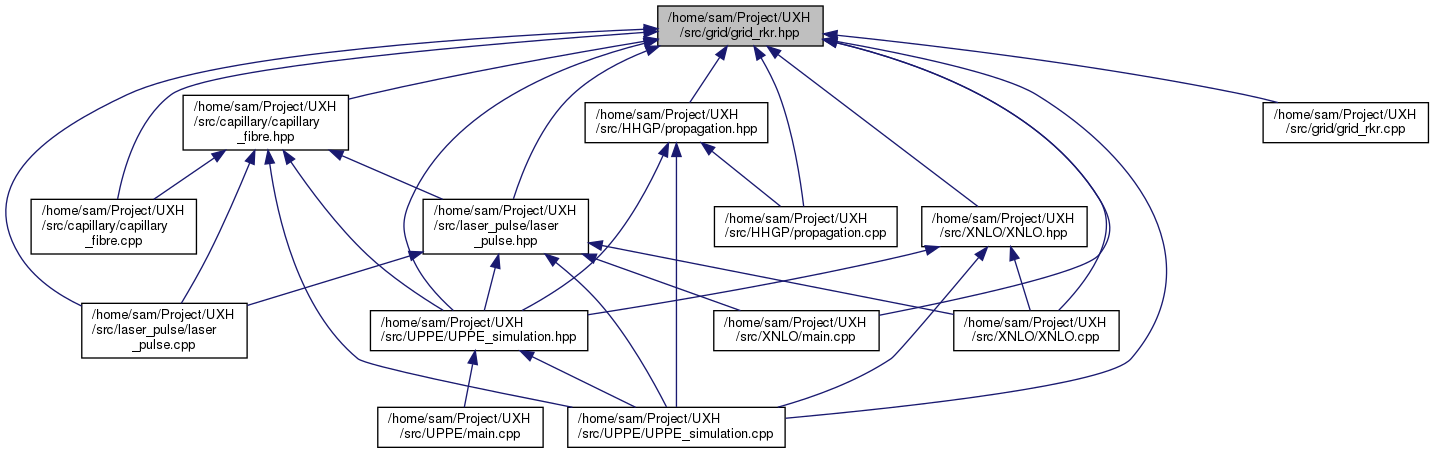 /home/sam/Project/UXH
/src/grid/grid_rkr.hpp
/home/sam/Project/UXH
/src/capillary/capillary
_fibre.hpp
/home/sam/Project/UXH
/src/HHGP/propagation.hpp
/home/sam/Project/UXH
/src/grid/grid_rkr.cpp
/home/sam/Project/UXH
/src/capillary/capillary
_fibre.cpp
/home/sam/Project/UXH
/src/laser_pulse/laser
_pulse.hpp
/home/sam/Project/UXH
/src/HHGP/propagation.cpp
/home/sam/Project/UXH
/src/XNLO/XNLO.hpp
/home/sam/Project/UXH
/src/laser_pulse/laser
_pulse.cpp
/home/sam/Project/UXH
/src/UPPE/UPPE_simulation.hpp
/home/sam/Project/UXH
/src/XNLO/main.cpp
/home/sam/Project/UXH
/src/XNLO/XNLO.cpp
/home/sam/Project/UXH
/src/UPPE/main.cpp
/home/sam/Project/UXH
/src/UPPE/UPPE_simulation.cpp